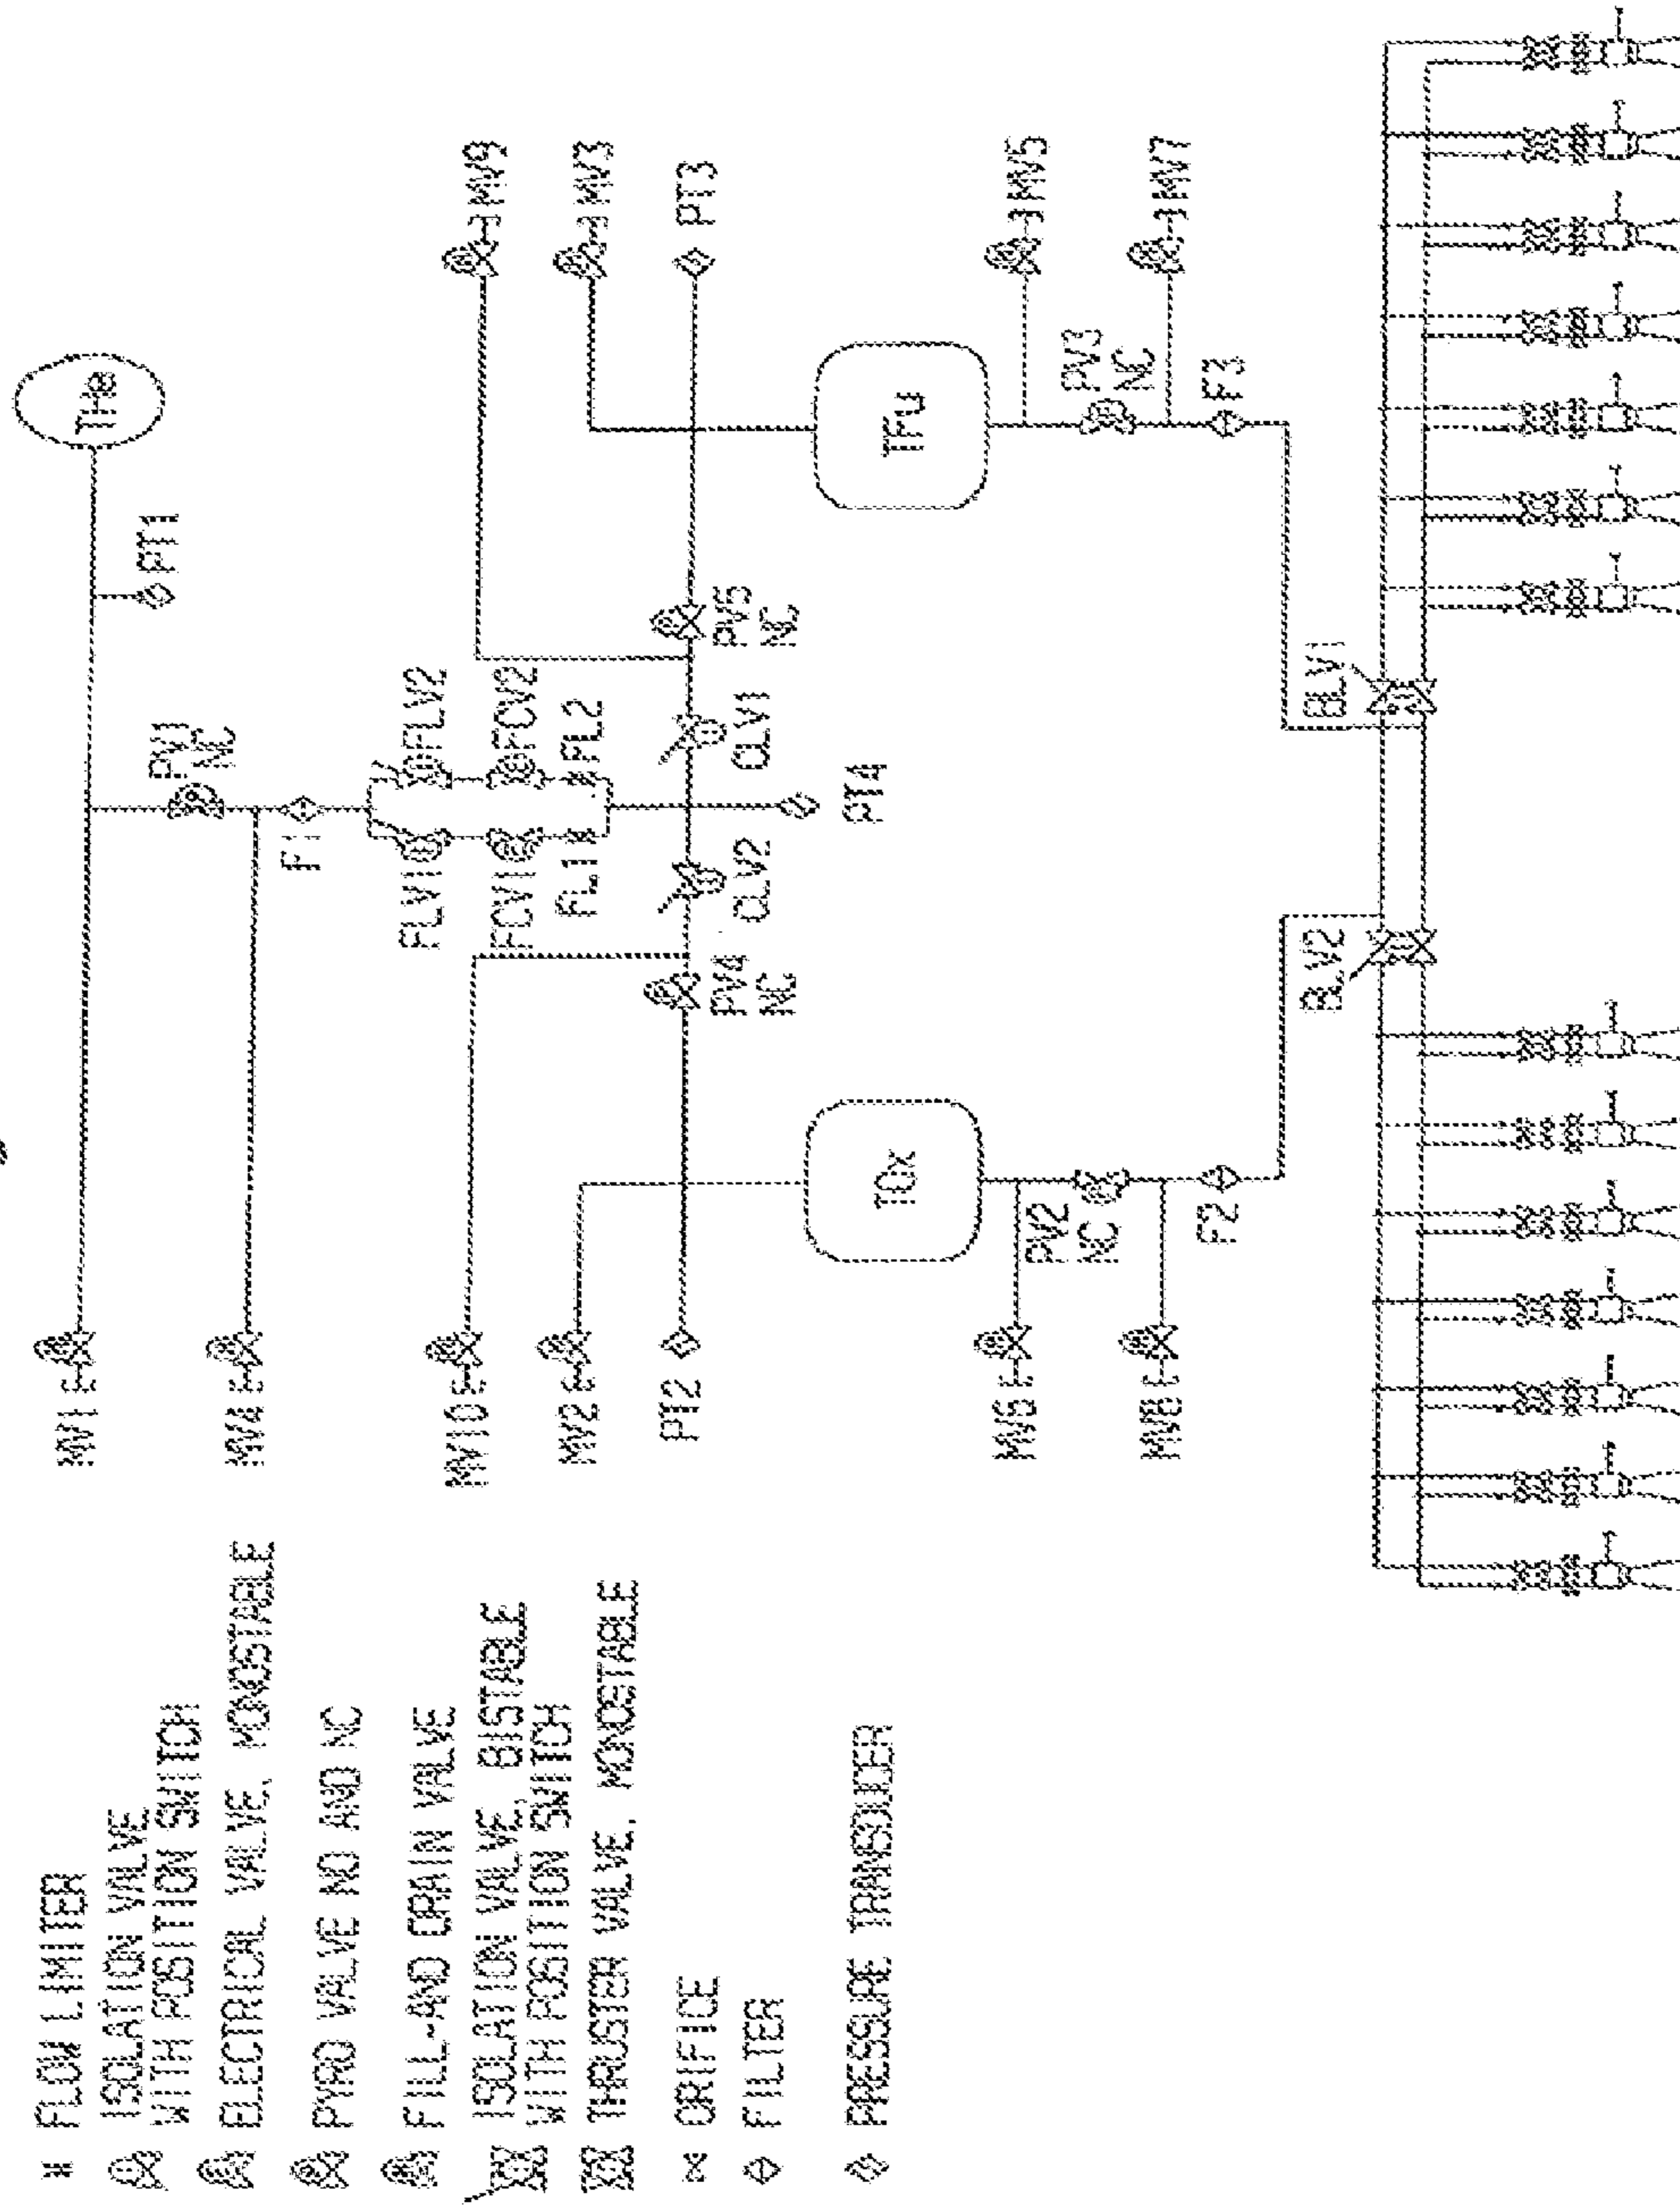 FLOW LIMITER
ISOLATION VALVE
WITH POSITION SWITCH
ELECTRICAL VALVE, MONOSTABLE
PYRO VALVE NO AND NC
FILL-AND DRAIN VALVE
ISOLATION VALVE, BISTABLE
WITH POSITION SWITCH
THRUSTER VALVE, MONOSTABLE
ORIFICE
FILTER
PRESSURE TRANSDUCER
MV1
MV4
MV10
MV2
PT2
MV6
MV8
THe
PT1
PV1
NC
F1
FLV1
FLV2
FCV1
FCV2
FL1
FL2
MV9
MV3
PT3
PV4
NC
CLV2
CLV1
PV5
NC
PT4
TOx
TFu
PV2
NC
F2
MV5
PV3
NC
MV7
F3
BLV2
BLV1